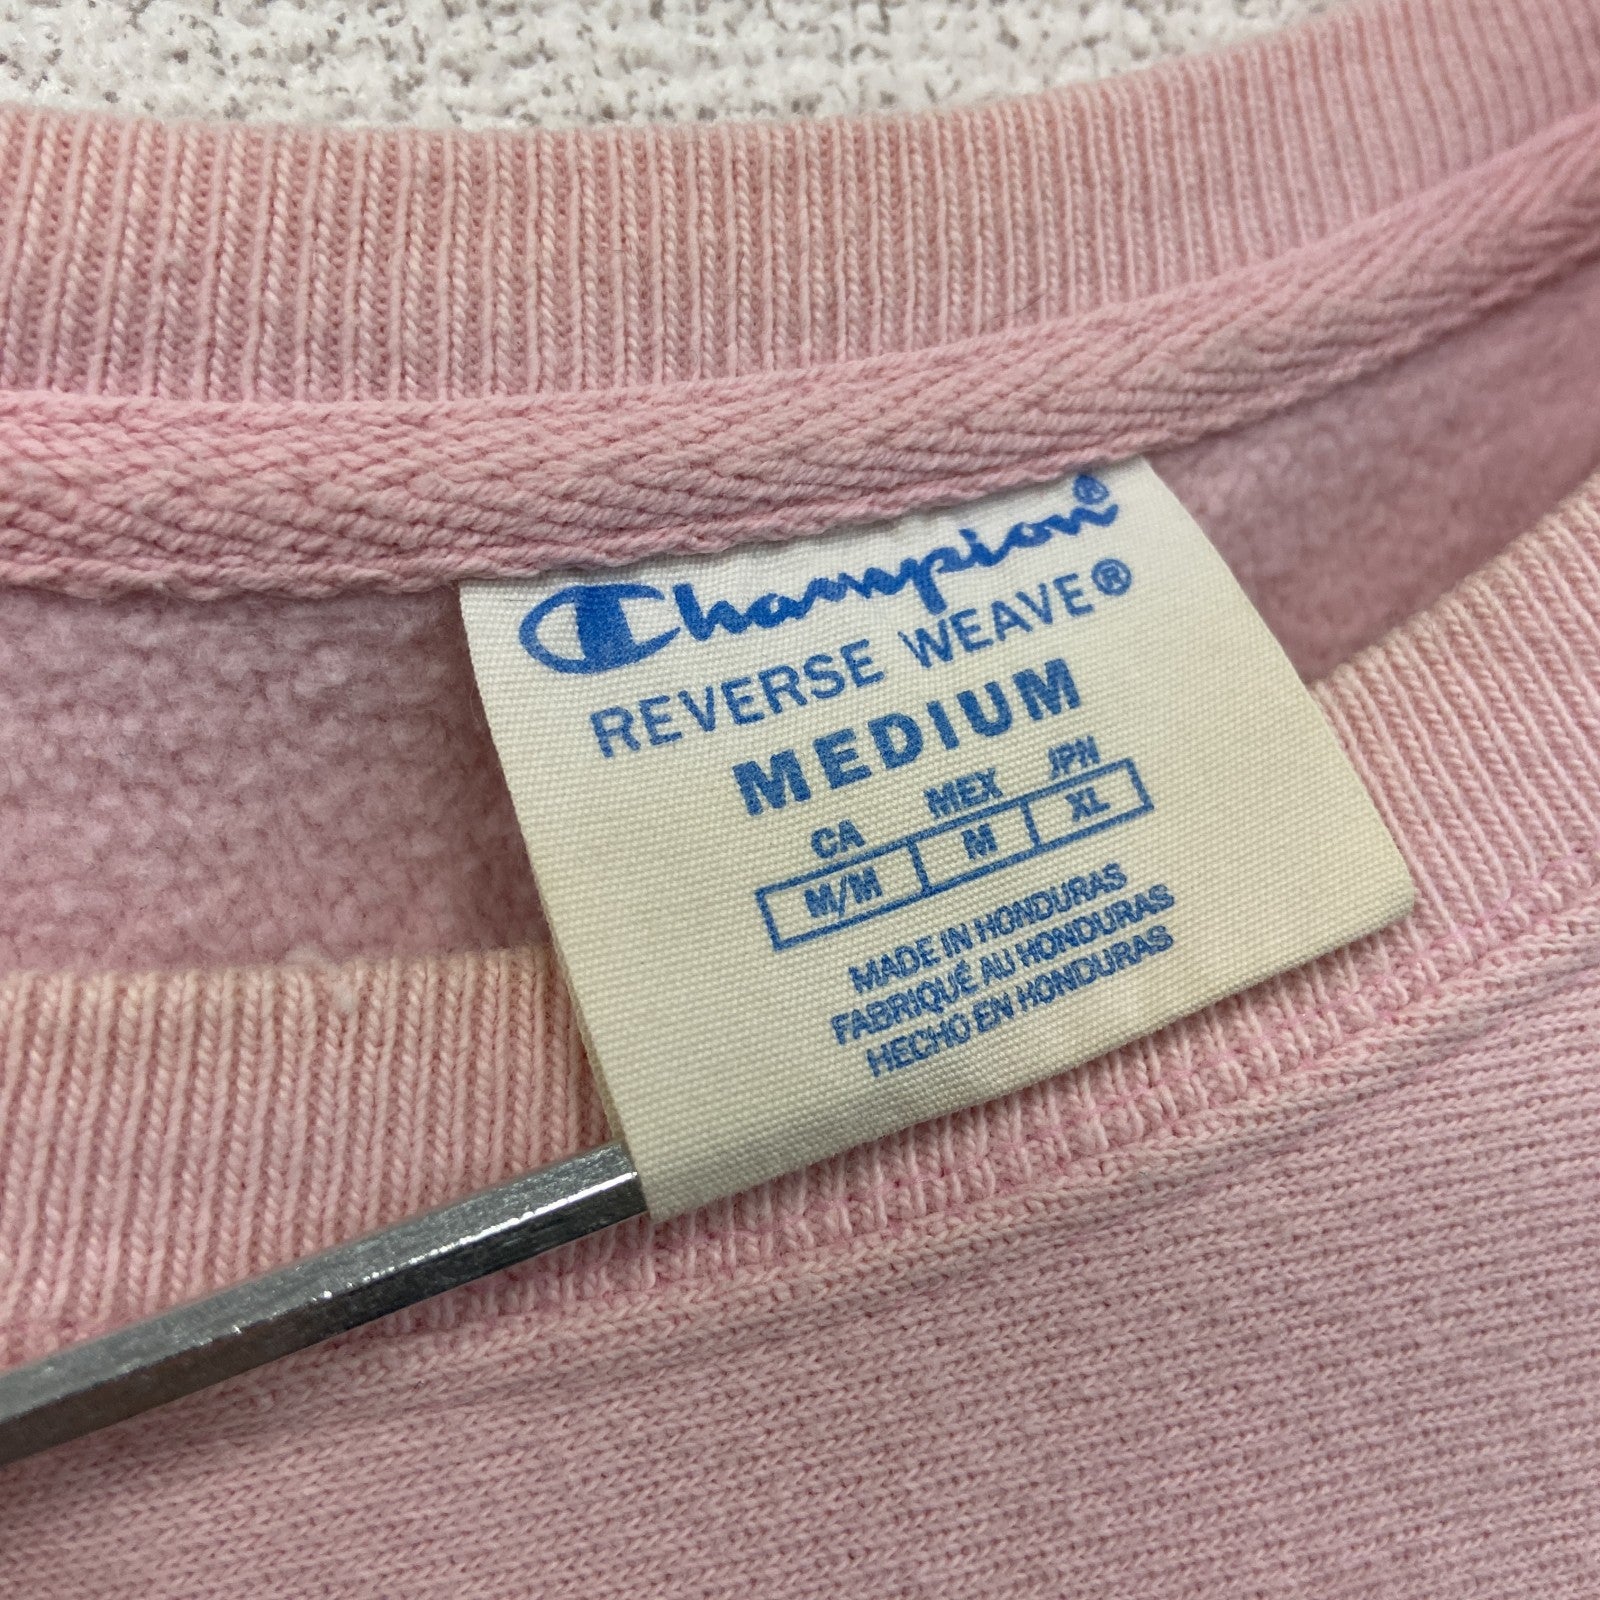 Champion®
REVERSE WEAVE®
MEDIUM
CA MEX JPN
M/M M XL
MADE IN HONDURAS
FABRIQUÉ AU HONDURAS
HECHO EN HONDURAS